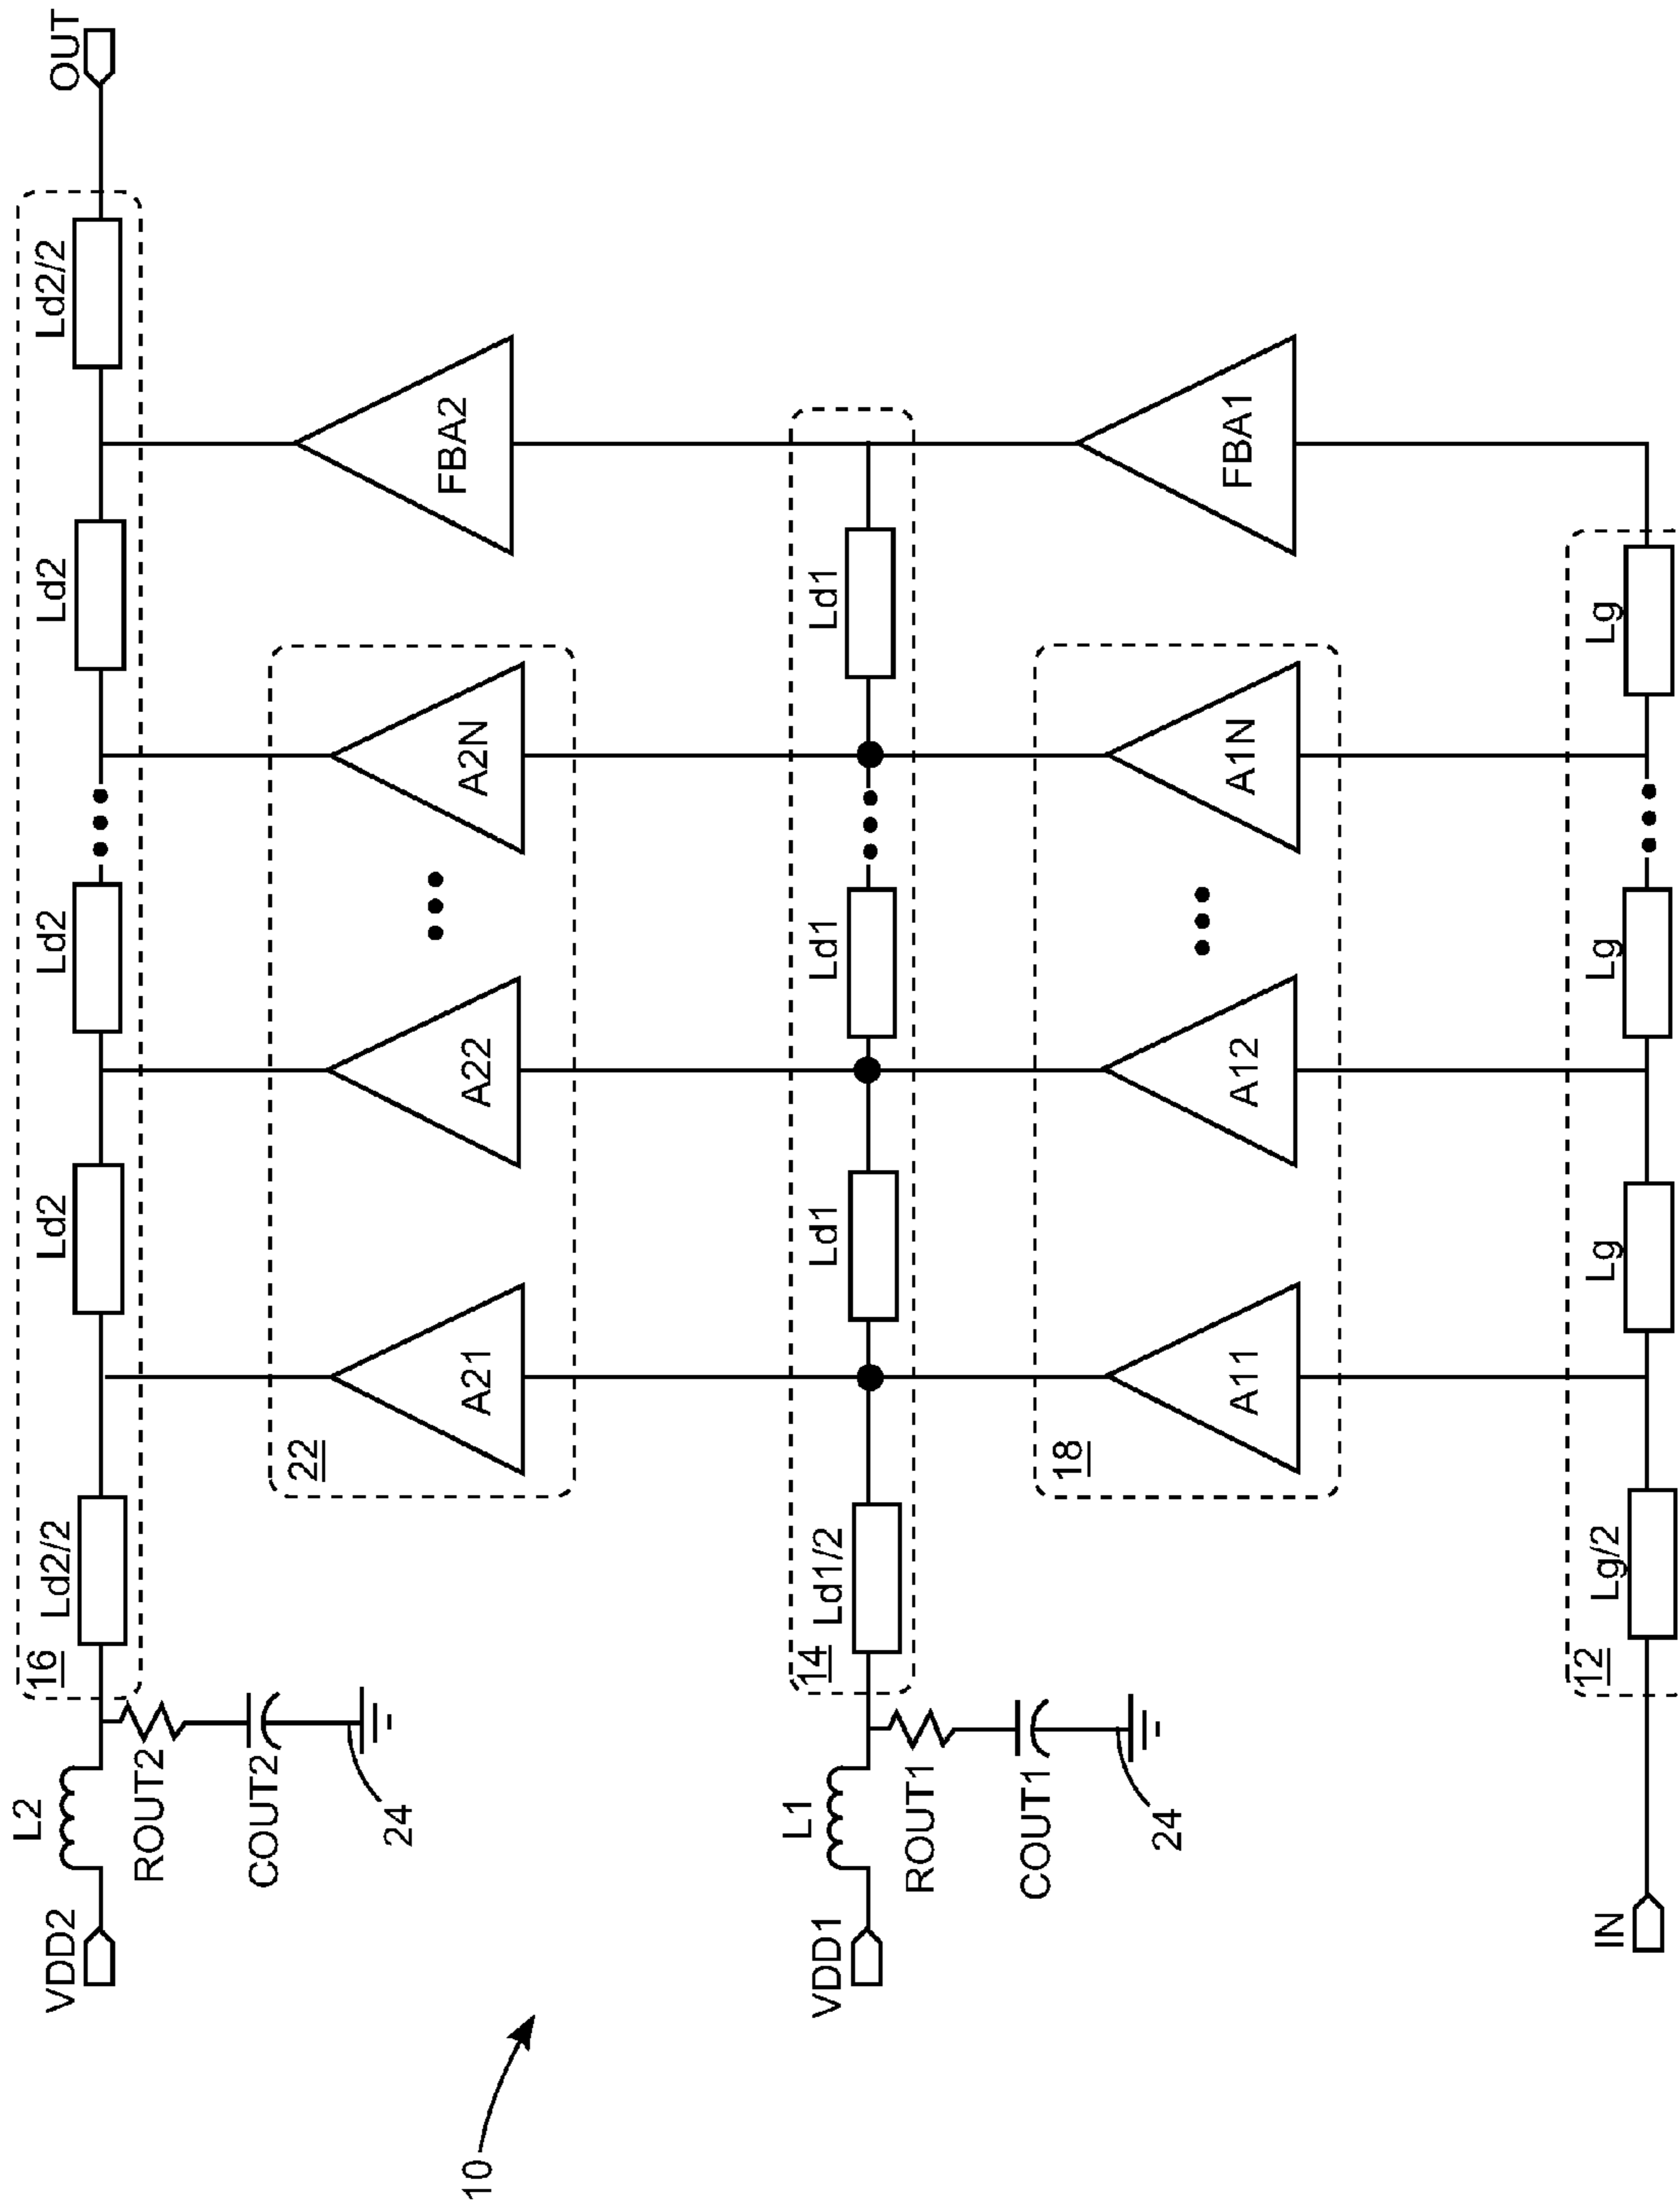 OUT
Ld2/2
Ld2
Ld2
Ld2
Ld2/2
16
L2
VDD2
ROUT2
COUT2
24
FBA2
A2N
A22
A21
22
Ld1
Ld1
Ld1
Ld1/2
14
L1
VDD1
ROUT1
COUT1
24
FBA1
A1N
A12
A11
18
Lg
Lg
Lg
Lg/2
12
IN
10